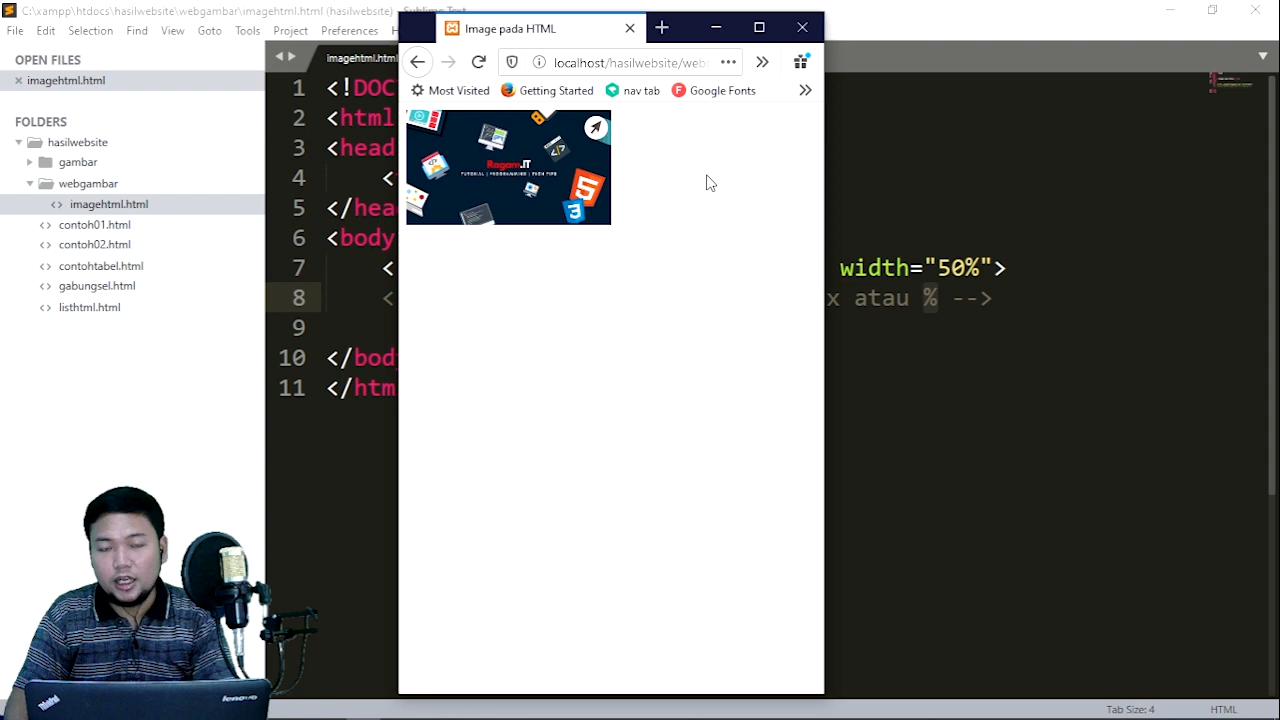 C:\xampp\htdocs\hasilwebsite\webgambar\imagehtml.html (hasilwebsite)
File Edit Selection Find View Goto Tools Project Preferences
OPEN FILES
imagehtml.html
FOLDERS
hasilwebsite
gambar
webgambar
imagehtml.html
contoh01.html
contoh02.html
contohtabel.html
gabungsel.html
listhtml.html
imagehtml.html
1 <!DOC
2 <html
3 <head
4 <
5 </hea
6 <body
7 < width="50%">
8 < x atau % -->
9
10 </body
11 </htm
Image pada HTML
localhost/hasilwebsite/web
Most Visited Getting Started nav tab Google Fonts
Ragam.IT
TUTORIAL | PROGRAMMING | TECH TIPS
ThinkPad
lenovo
Tab Size: 4 HTML